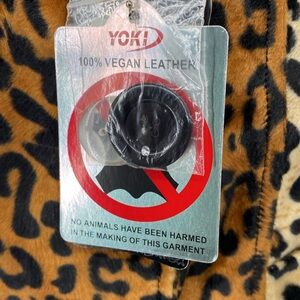 YOKI
100% VEGAN LEATHER
NO ANIMALS HAVE BEEN HARMED
IN THE MAKING OF THIS GARMENT